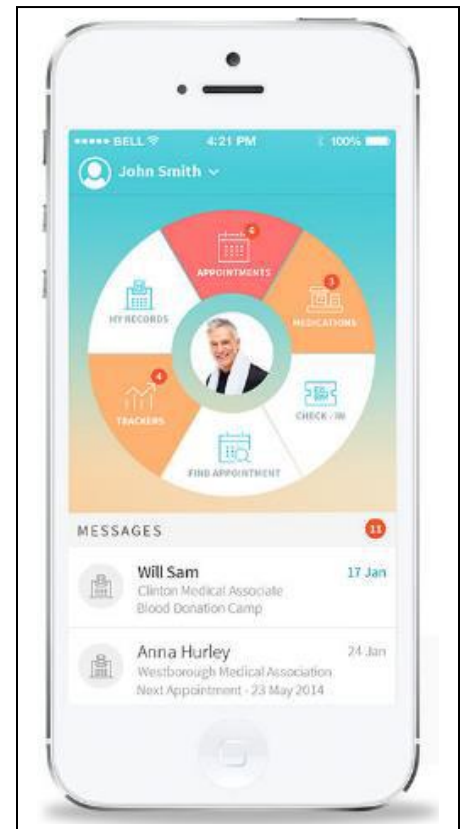 BELL 4:21 PM 100%
John Smith
6
APPOINTMENTS
3
MY RECORDS
MEDICATIONS
4
TRACKERS
CHECK - IN
FIND APPOINTMENT
MESSAGES 13
Will Sam 17 Jan
Clinton Medical Associate
Blood Donation Camp
Anna Hurley 24 Jan
Westborough Medical Association
Next Appointment - 23 May 2014